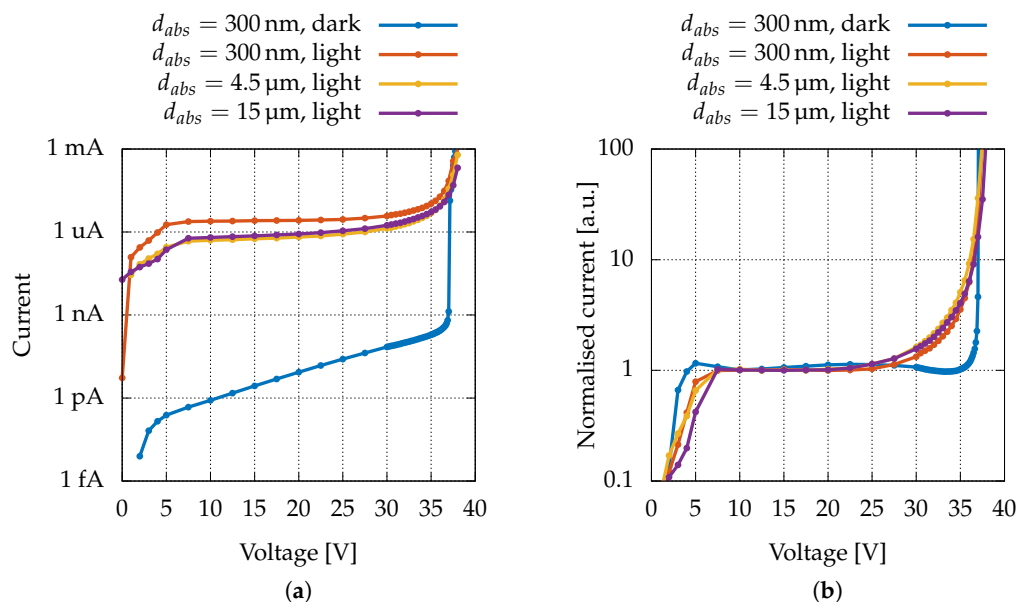 d_abs = 300 nm, dark
d_abs = 300 nm, light
d_abs = 4.5 µm, light
d_abs = 15 µm, light
1 mA
1 uA
1 nA
1 pA
1 fA
Current
0 5 10 15 20 25 30 35 40
Voltage [V]
(a)
d_abs = 300 nm, dark
d_abs = 300 nm, light
d_abs = 4.5 µm, light
d_abs = 15 µm, light
100
10
1
0.1
Normalised current [a.u.]
0 5 10 15 20 25 30 35 40
Voltage [V]
(b)